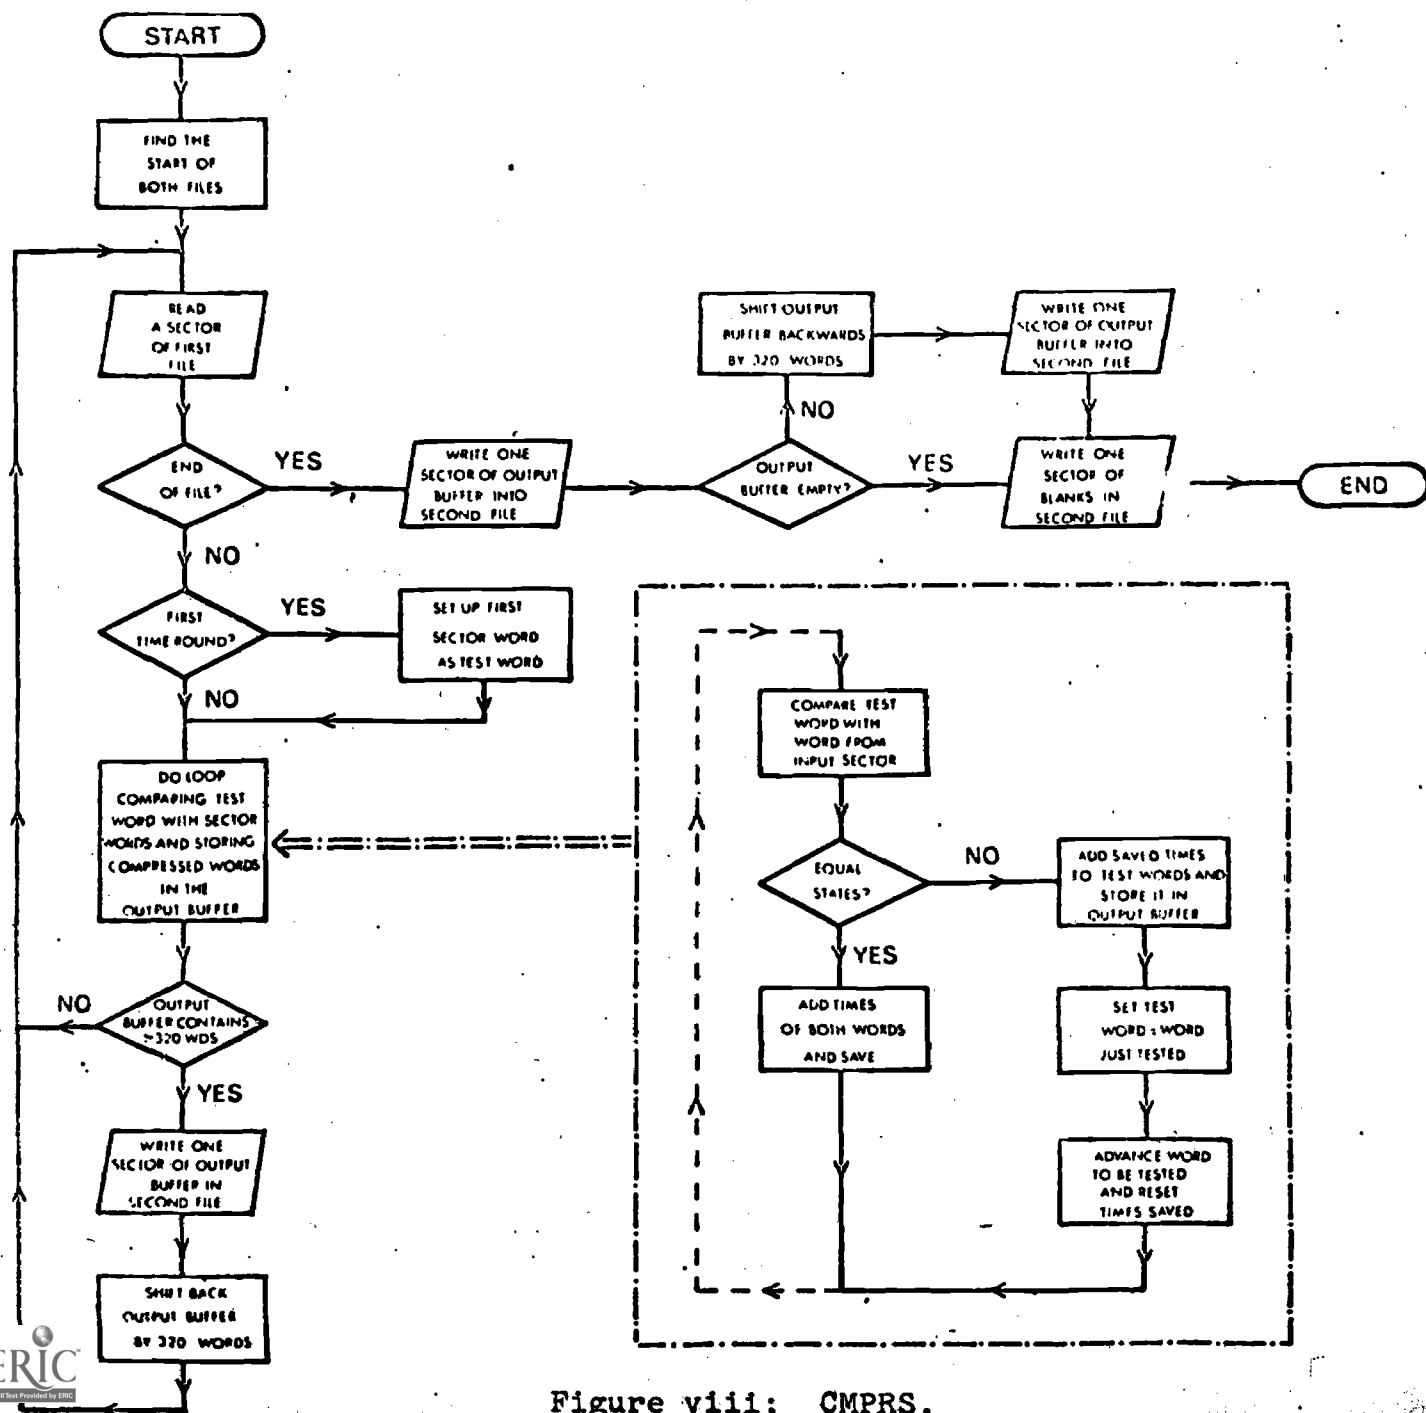 START
FIND THE
START OF
BOTH FILES
READ
A SECTOR
OF FIRST
FILE
END
OF FILE?
YES
NO
WRITE ONE
SECTOR OF OUTPUT
BUFFER INTO
SECOND FILE
OUTPUT
BUFFER EMPTY?
NO
YES
SHIFT OUTPUT
BUFFER BACKWARDS
BY 320 WORDS
WRITE ONE
SECTOR OF OUTPUT
BUFFER INTO
SECOND FILE
WRITE ONE
SECTOR OF
BLANKS IN
SECOND FILE
END
FIRST
TIME ROUND?
YES
NO
SET UP FIRST
SECTOR WORD
AS TEST WORD
DO LOOP
COMPARING TEST
WORD WITH SECTOR
WORDS AND STORING
COMPRESSED WORDS
IN THE
OUTPUT BUFFER
OUTPUT
BUFFER CONTAINS
320 WDS
NO
YES
WRITE ONE
SECTOR OF OUTPUT
BUFFER IN
SECOND FILE
SHIFT BACK
OUTPUT BUFFER
BY 320 WORDS
COMPARE TEST
WORD WITH
WORD FROM
INPUT SECTOR
EQUAL
STATES?
NO
YES
ADD SAVED TIMES
TO TEST WORDS AND
STORE IT IN
OUTPUT BUFFER
ADD TIMES
OF BOTH WORDS
AND SAVE
SET TEST
WORD = WORD
JUST TESTED
ADVANCE WORD
TO BE TESTED
AND RESET
TIMES SAVED
ERIC
Full Text Provided by ERIC
Figure viii: CMPRS.